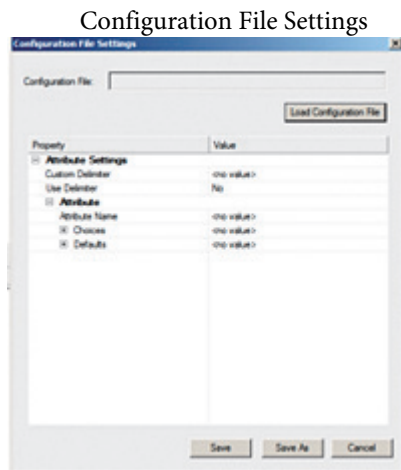 Configuration File Settings
Configuration File Settings
Configuration File:
Load Configuration File
Property Value
Attribute Settings
Custom Delimiter <no value>
Use Delimiter No
Attribute
Attribute Name <no value>
Choices <no value>
Defaults <no value>
Save Save As Cancel